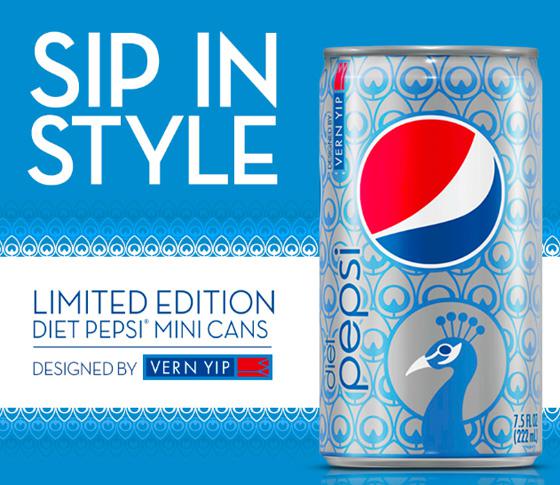 SIP IN
STYLE
LIMITED EDITION
DIET PEPSI® MINI CANS
DESIGNED BY VERN YIP
DESIGNED BY
VERN YIP
diet
pepsi
7.5 FL OZ
(222 mL)